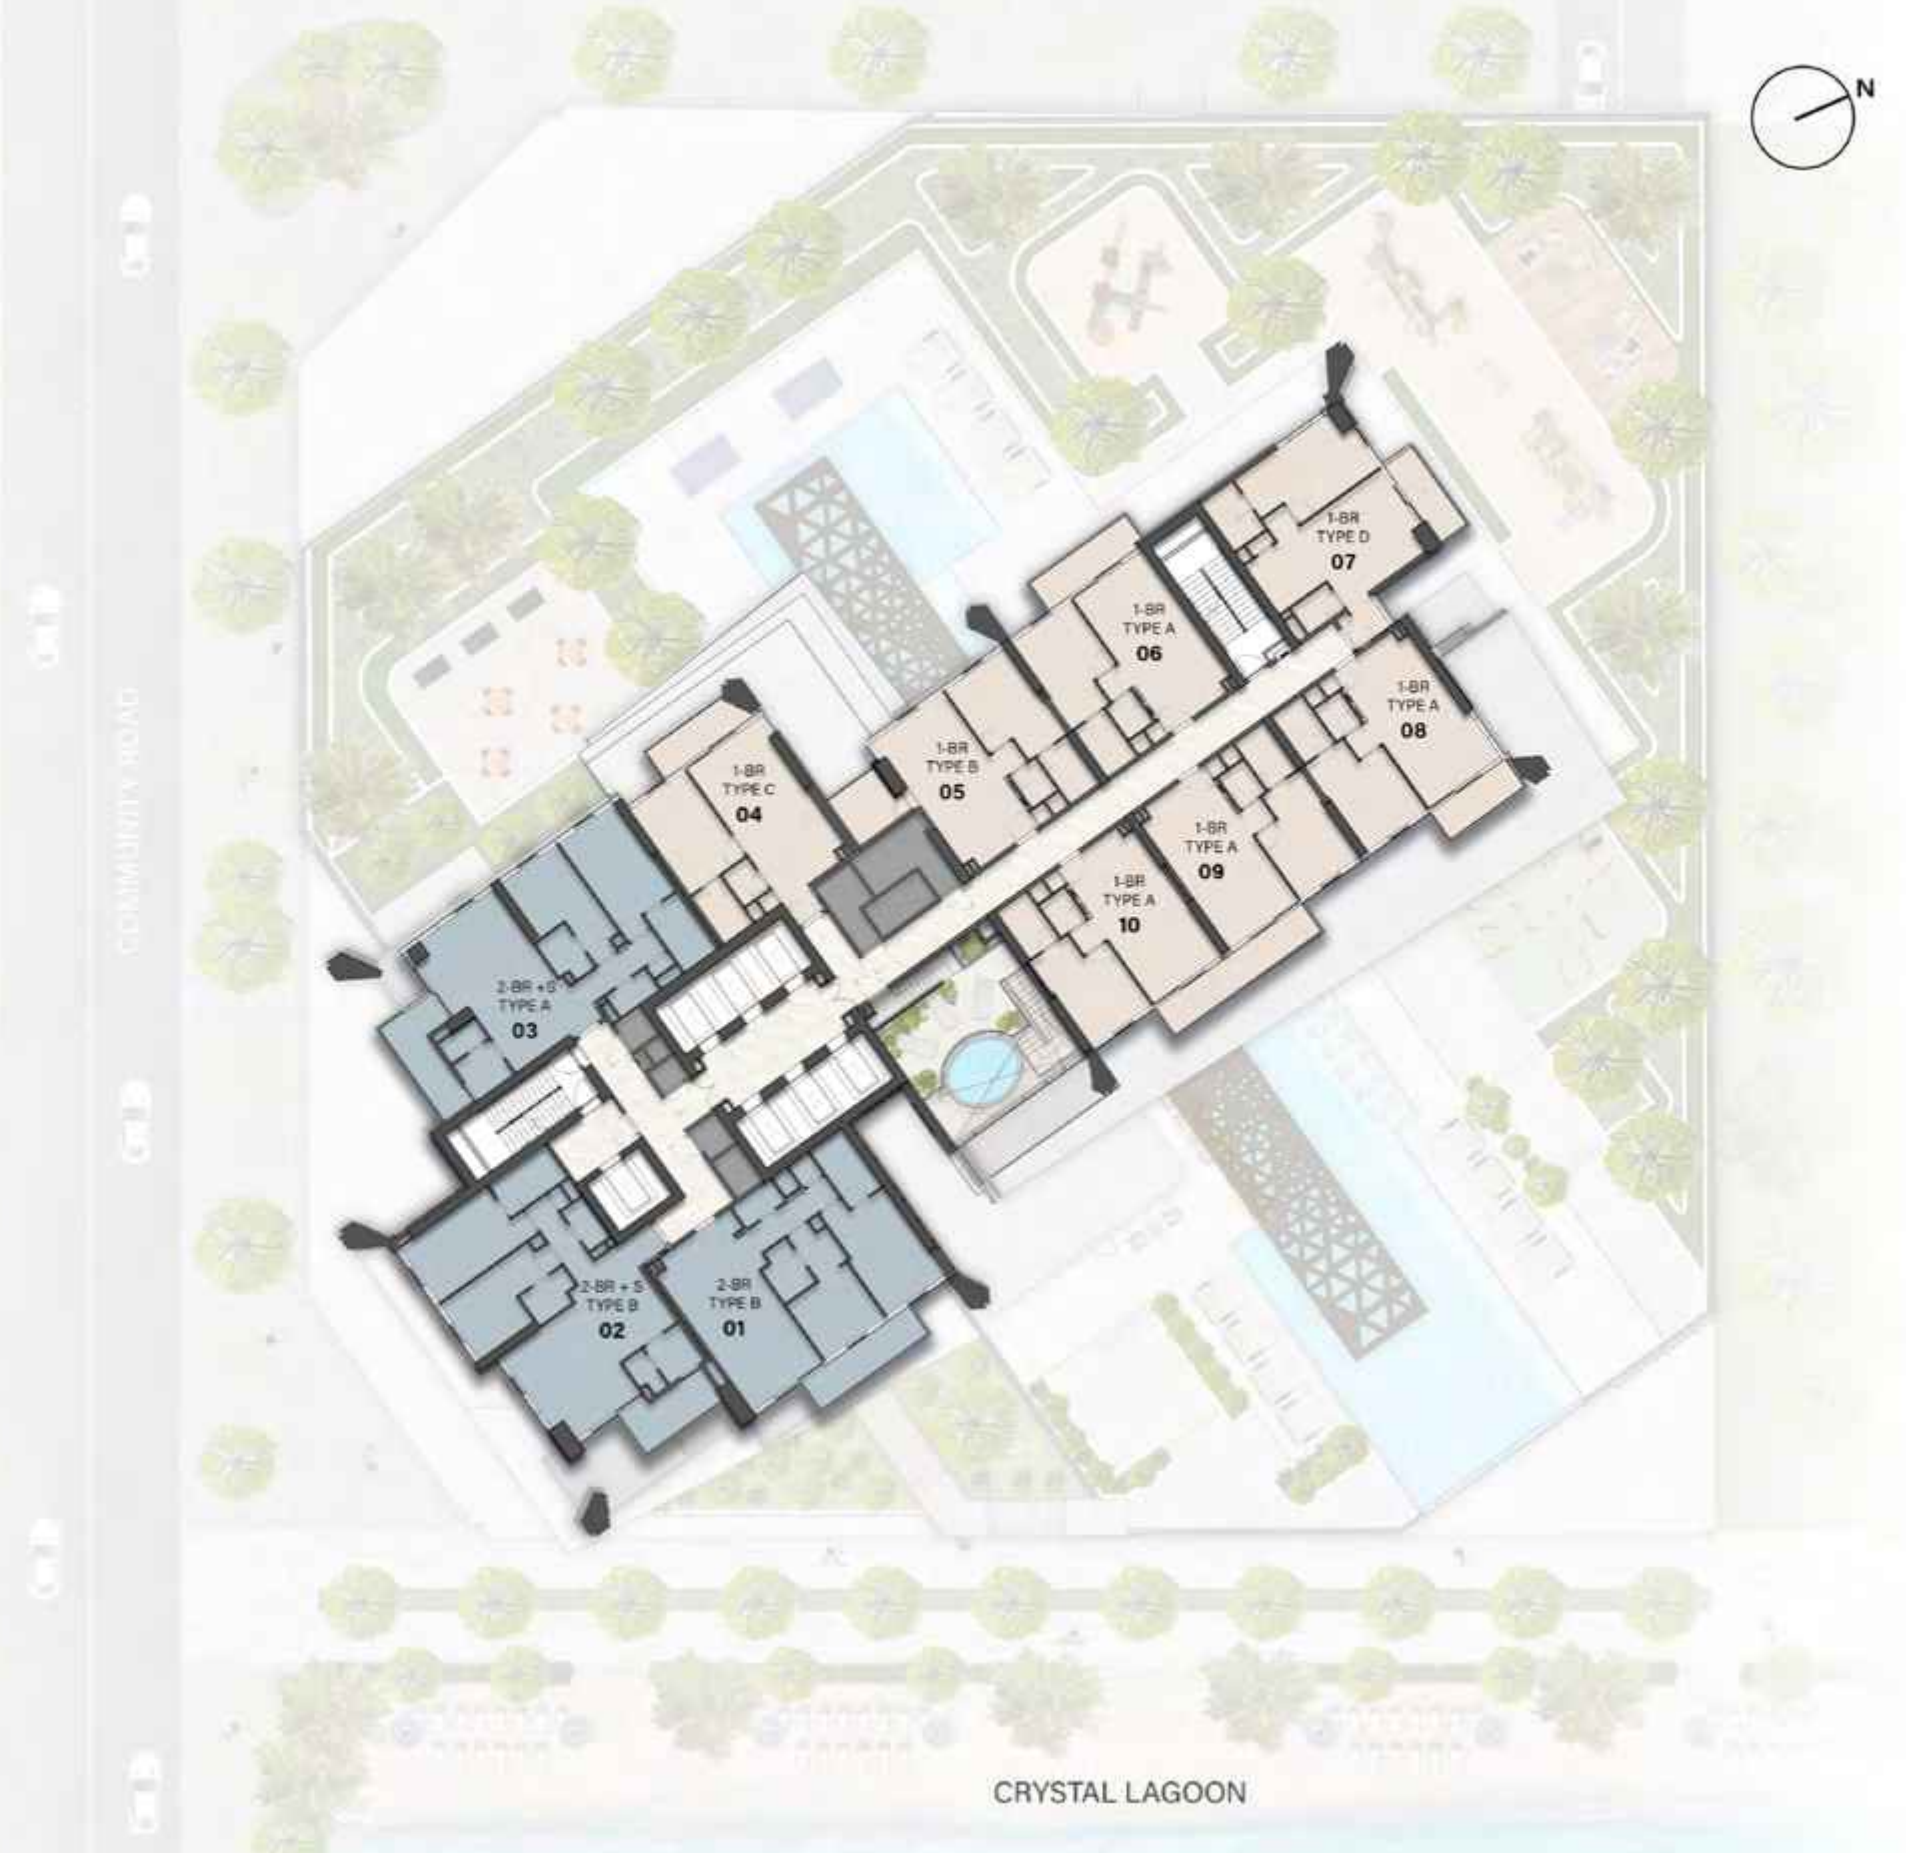 N
1-BR
TYPE D
07
1-BR
TYPE A
06
1-BR
TYPE A
08
1-BR
TYPE B
05
1-BR
TYPE C
04
1-BR
TYPE A
09
1-BR
TYPE A
10
2-BR + S
TYPE A
03
2-BR + S
TYPE B
02
2-BR
TYPE B
01
COMMUNITY ROAD
CRYSTAL LAGOON